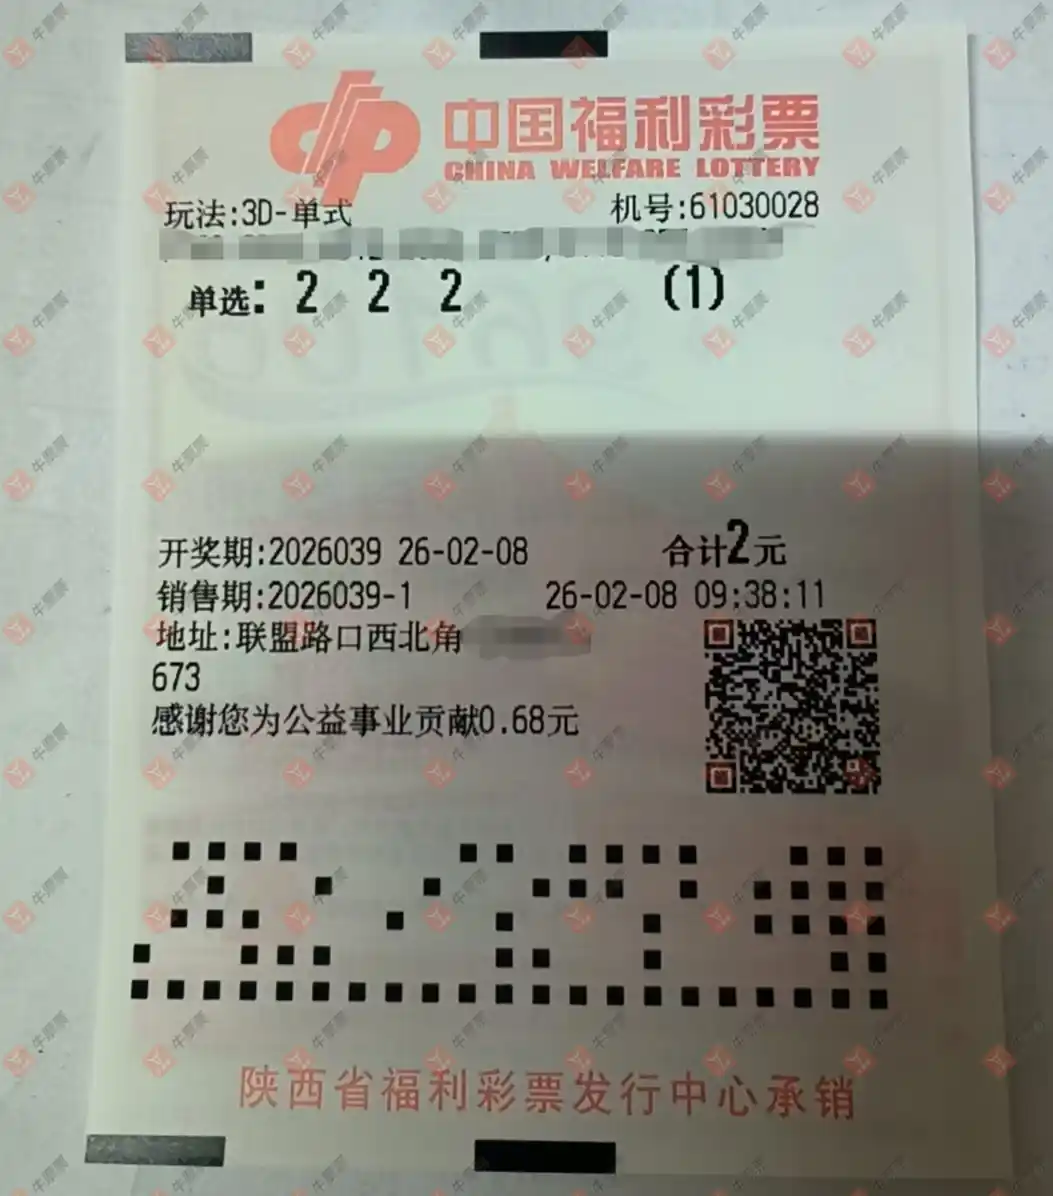 中国福利彩票
CHINA WELFARE LOTTERY
玩法:3D-单式 机号:61030028
单选: 2 2 2 (1)
开奖期:2026039 26-02-08 合计2元
销售期:2026039-1 26-02-08 09:38:11
地址:联盟路口西北角
673
感谢您为公益事业贡献0.68元
陕西省福利彩票发行中心承销